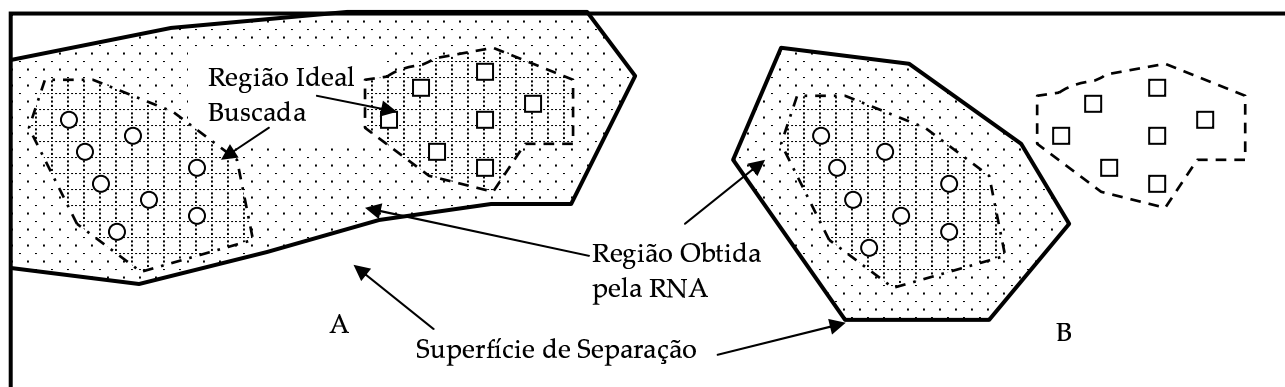 Região Ideal
Buscada
Região Obtida
pela RNA
A
B
Superfície de Separação